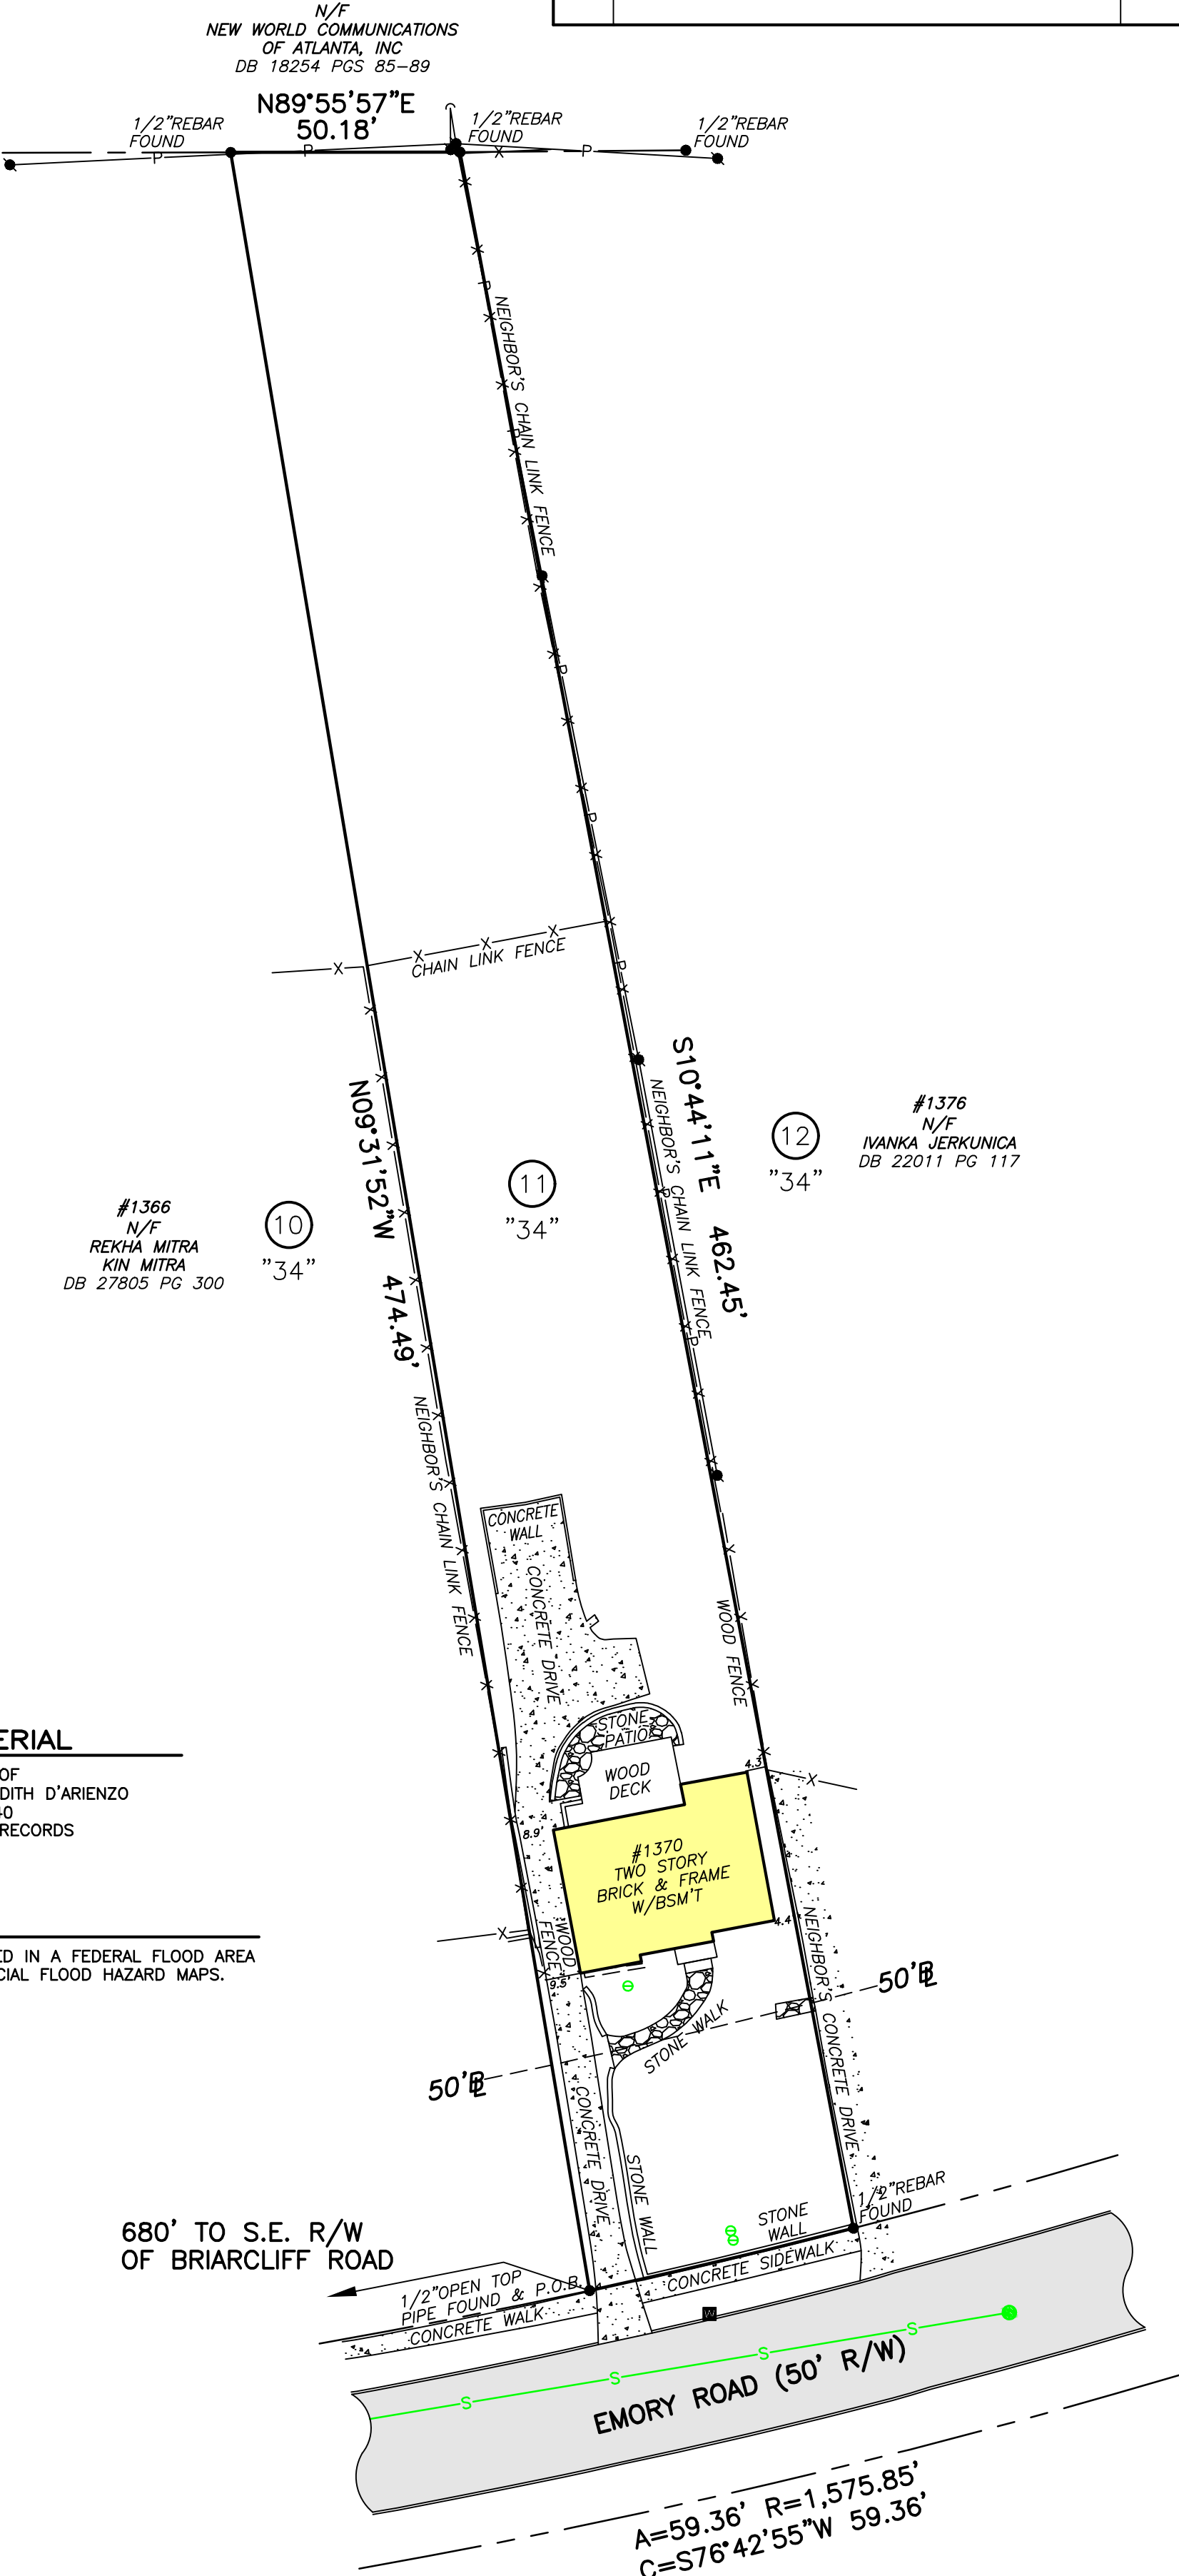 N/F
NEW WORLD COMMUNICATIONS
OF ATLANTA, INC
DB 18254 PGS 85-89
N89°55'57"E
50.18'
1/2"REBAR
FOUND
1/2"REBAR
FOUND
1/2"REBAR
FOUND
P
P
X
P
NEIGHBOR'S CHAIN LINK FENCE
CHAIN LINK FENCE
S10°44'11"E 462.45'
NEIGHBOR'S CHAIN LINK FENCE
N09°31'52"W 474.49'
NEIGHBOR'S CHAIN LINK FENCE
12
"34"
#1376
N/F
IVANKA JERKUNICA
DB 22011 PG 117
11
"34"
#1366
N/F
REKHA MITRA
KIN MITRA
DB 27805 PG 300
10
"34"
CONCRETE
WALL
CONCRETE DRIVE
WOOD FENCE
ERIAL
OF
DITH D'ARIENZO
40
RECORDS
STONE
PATIO
WOOD
DECK
4.3'
8.9'
#1370
TWO STORY
BRICK & FRAME
W/BSM'T
4.4'
WOOD
FENCE
9.5'
ED IN A FEDERAL FLOOD AREA
CIAL FLOOD HAZARD MAPS.
NEIGHBOR'S CONCRETE DRIVE
50'BL
STONE WALK
50'BL
CONCRETE DRIVE
STONE WALL
STONE
WALL
1/2"REBAR
FOUND
680' TO S.E. R/W
OF BRIARCLIFF ROAD
1/2"OPEN TOP
PIPE FOUND & P.O.B.
CONCRETE WALK
CONCRETE SIDEWALK
W
S
S
S
S
EMORY ROAD (50' R/W)
A=59.36' R=1,575.85'
C=S76°42'55"W 59.36'